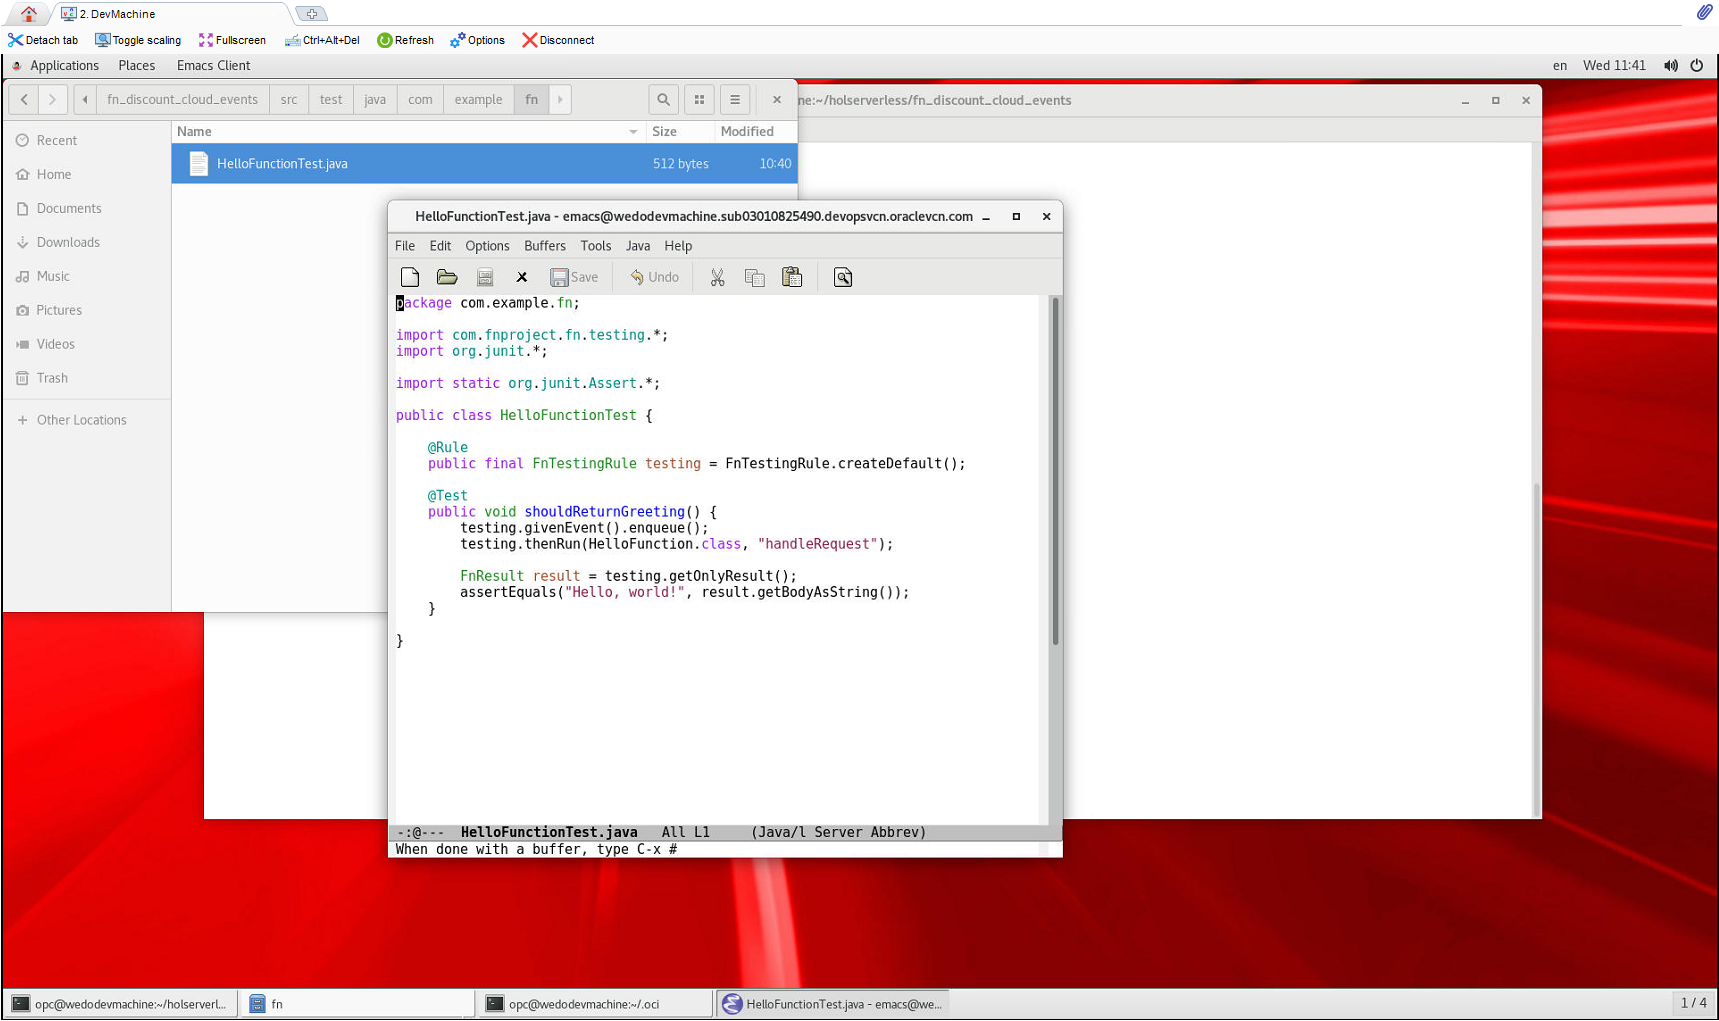 2. DevMachine
Detach tab Toggle scaling Fullscreen Ctrl+Alt+Del Refresh Options Disconnect
Applications Places Emacs Client en Wed 11:41
fn_discount_cloud_events src test java com example fn
ne:~/holserverless/fn_discount_cloud_events
Name Size Modified
HelloFunctionTest.java 512 bytes 10:40
Recent
Home
Documents
Downloads
Music
Pictures
Videos
Trash
Other Locations
HelloFunctionTest.java - emacs@wedodevmachine.sub03010825490.devopsvcn.oraclevcn.com
File Edit Options Buffers Tools Java Help
Save Undo
package com.example.fn;
import com.fnproject.fn.testing.*;
import org.junit.*;
import static org.junit.Assert.*;
public class HelloFunctionTest {
@Rule
public final FnTestingRule testing = FnTestingRule.createDefault();
@Test
public void shouldReturnGreeting() {
testing.givenEvent().enqueue();
testing.thenRun(HelloFunction.class, "handleRequest");
FnResult result = testing.getOnlyResult();
assertEquals("Hello, world!", result.getBodyAsString());
}
}
-:@--- HelloFunctionTest.java All L1 (Java/l Server Abbrev)
When done with a buffer, type C-x #
opc@wedodevmachine:~/holserverl... fn opc@wedodevmachine:~/.oci HelloFunctionTest.java - emacs@we... 1 / 4